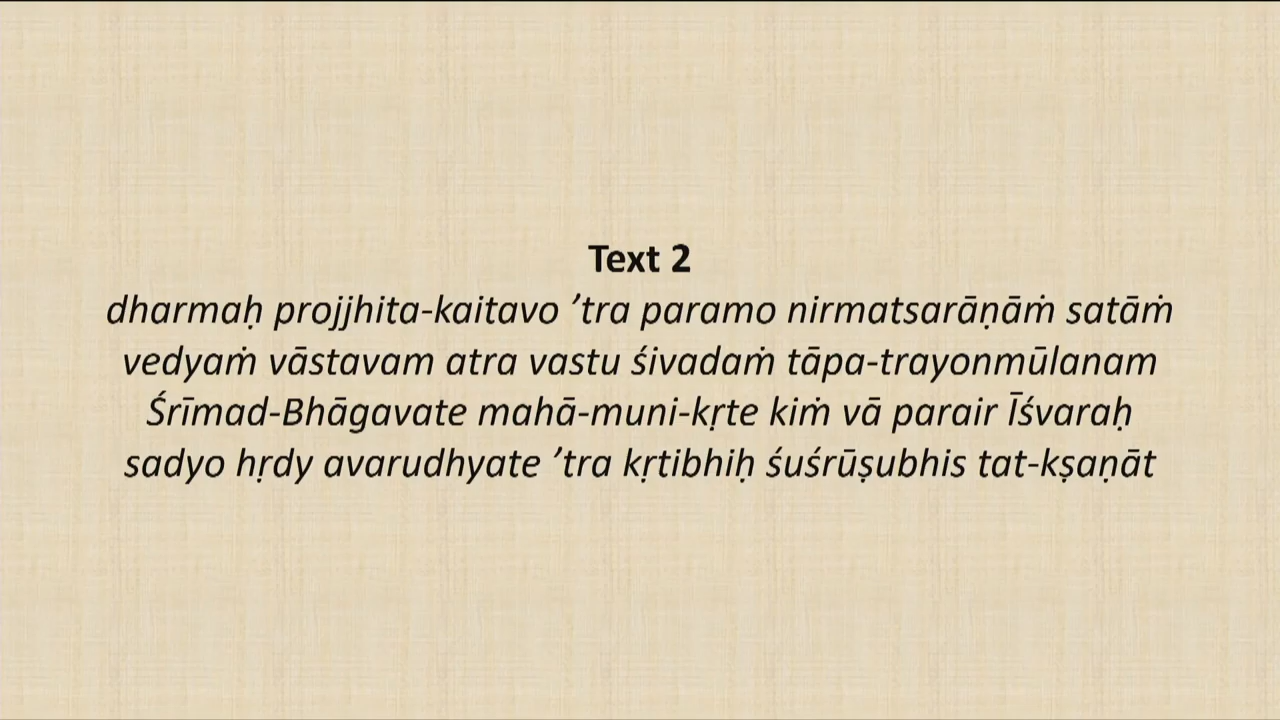 Text 2
dharmaḥ projjhita-kaitavo ’tra paramo nirmatsarāṇāṁ satāṁ
vedyaṁ vāstavam atra vastu śivadaṁ tāpa-trayonmūlanam
Śrīmad-Bhāgavate mahā-muni-kṛte kiṁ vā parair Īśvaraḥ
sadyo hṛdy avarudhyate ’tra kṛtibhiḥ śuśrūṣubhis tat-kṣaṇāt